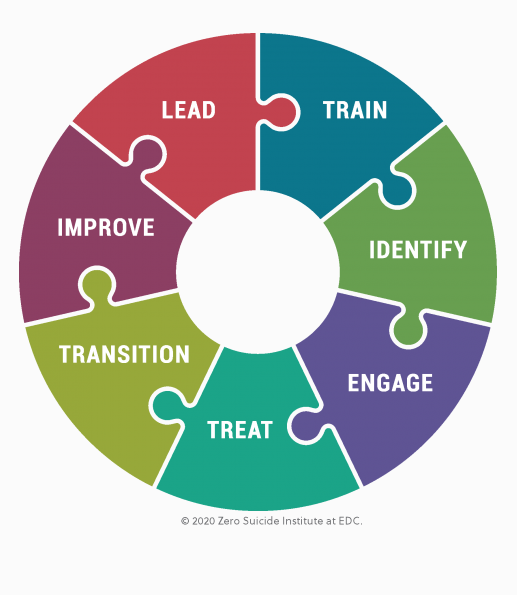 LEAD
TRAIN
IDENTIFY
ENGAGE
TREAT
TRANSITION
IMPROVE
© 2020 Zero Suicide Institute at EDC.